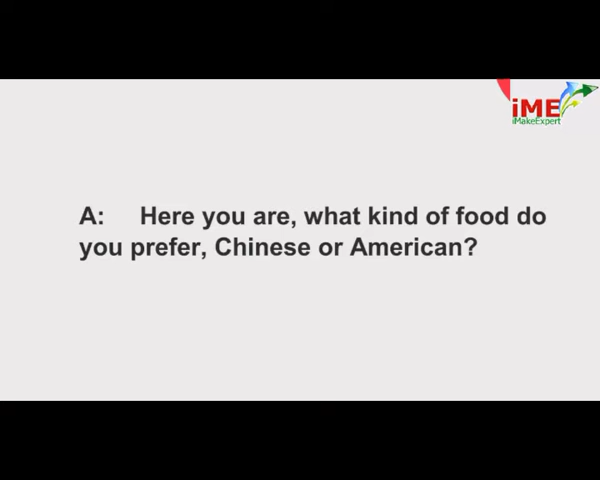 iME
iMakeExpert
A: Here you are, what kind of food do
you prefer, Chinese or American?